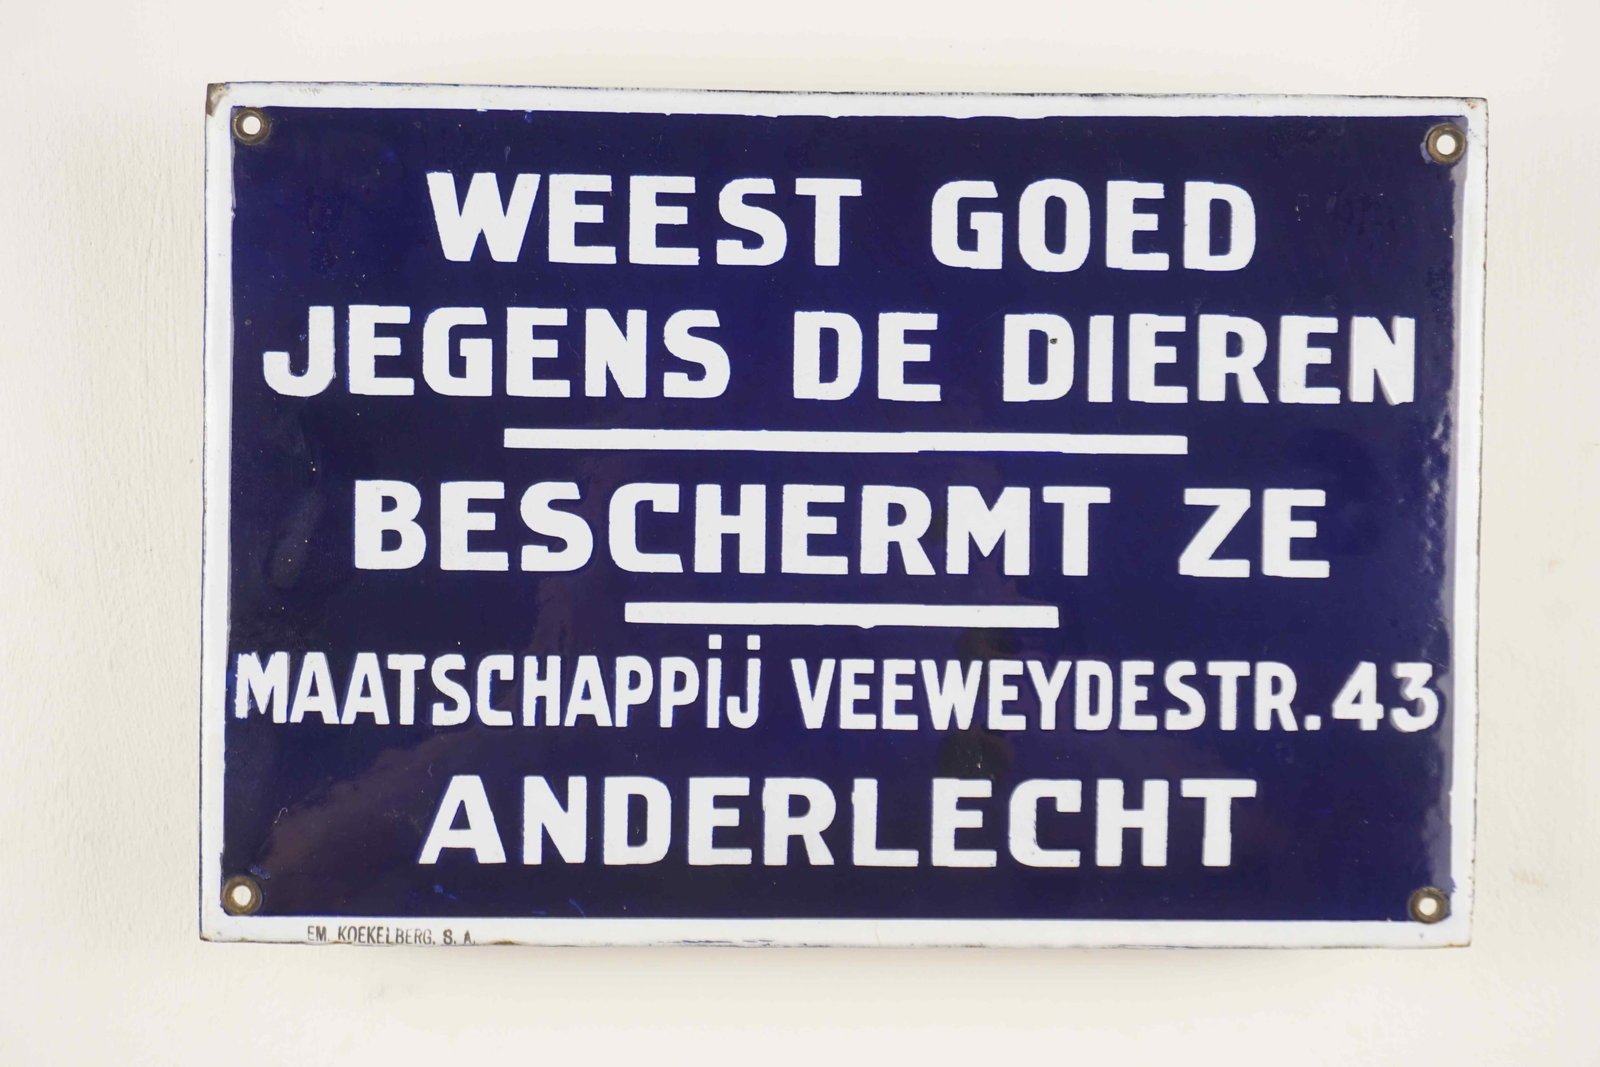 WEEST GOED
JEGENS DE DIEREN
BESCHERMT ZE
MAATSCHAPPij VEEWEYDESTR.43
ANDERLECHT
EM. KOEKELBERG. S. A.